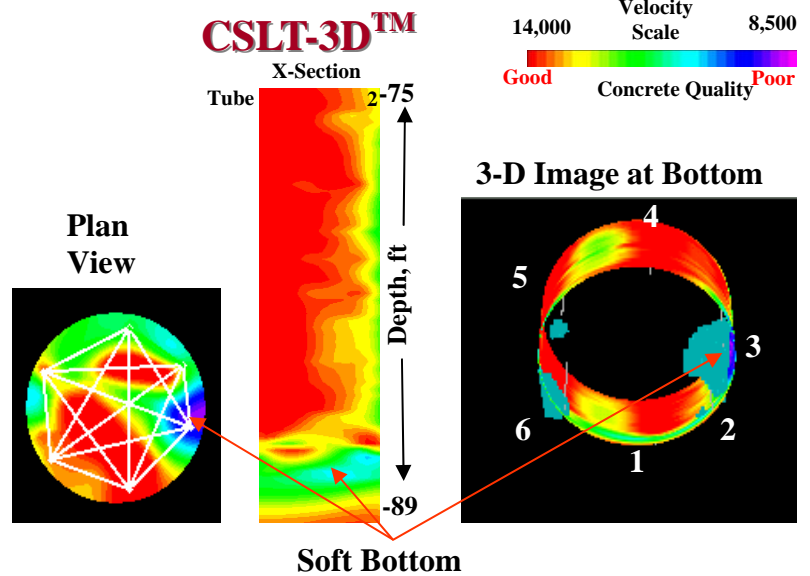 CSLT-3D™
Velocity
Scale
14,000
8,500
Good
Poor
Concrete Quality
X-Section
Tube
2
-75
Depth, ft
-89
Plan
View
3-D Image at Bottom
4
5
3
6
2
1
Soft Bottom